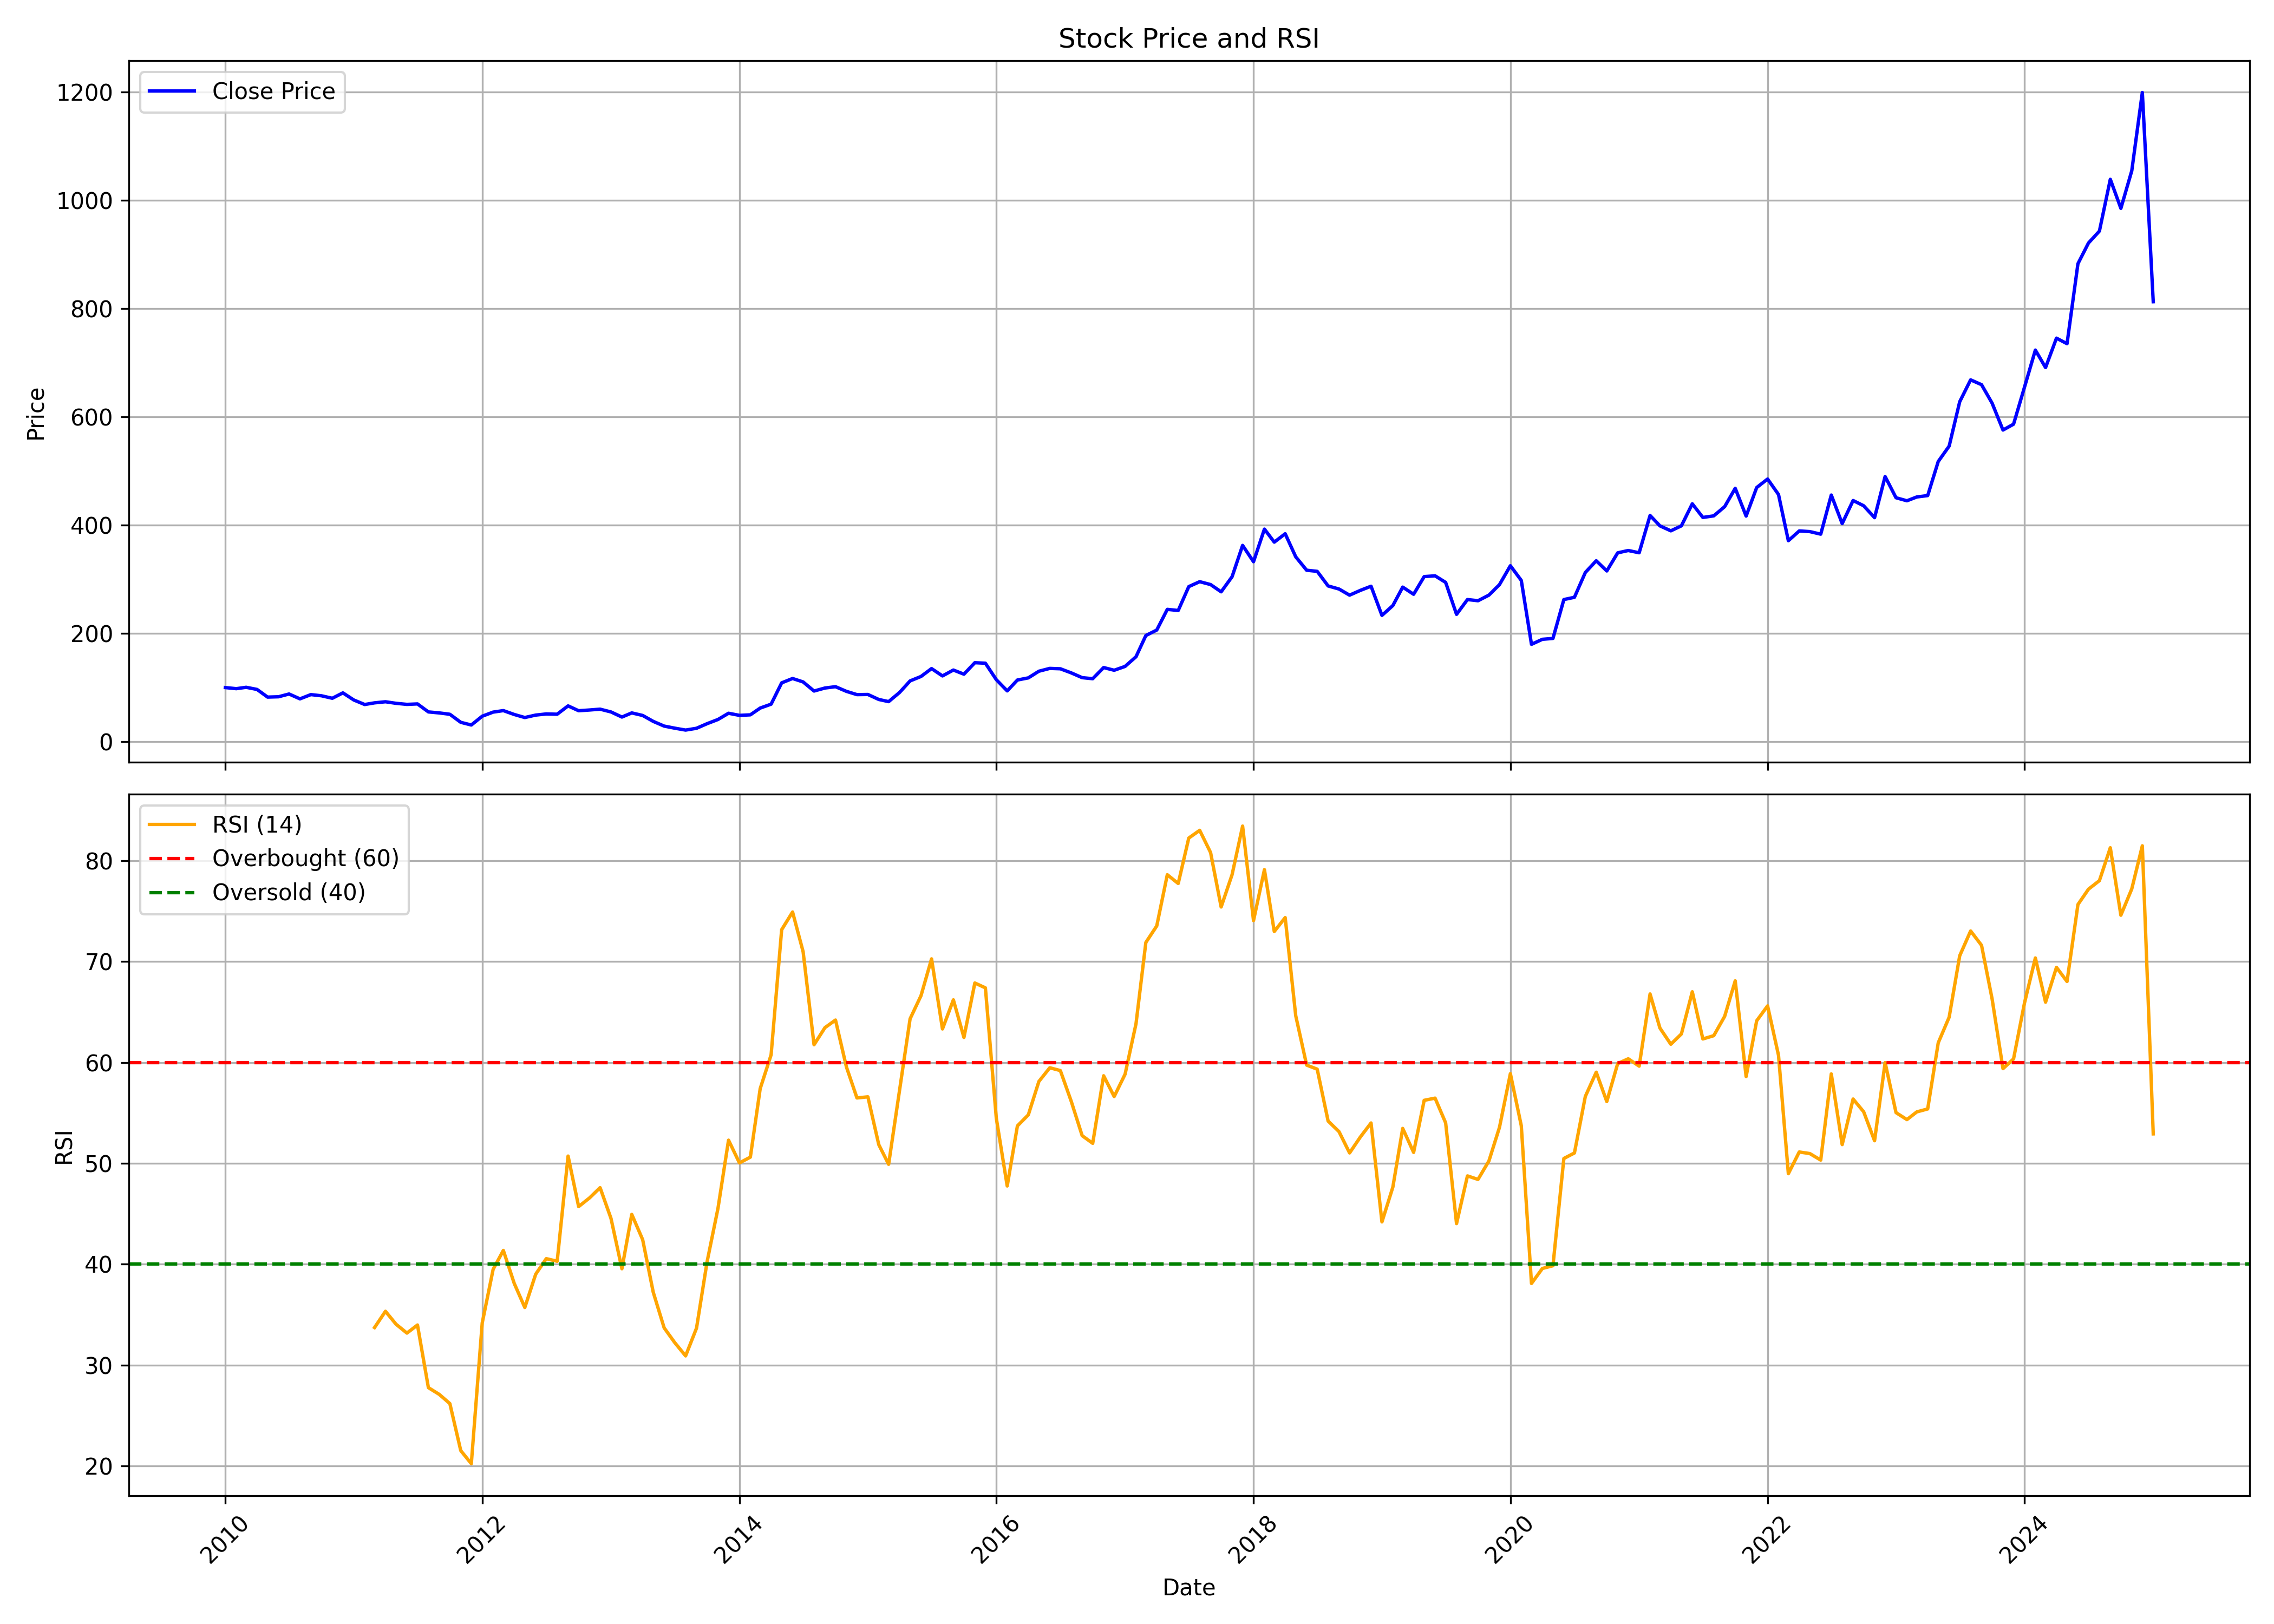 Stock Price and RSI
Close Price
1200
1000
800
600
400
200
0
Price
RSI (14)
Overbought (60)
Oversold (40)
80
70
60
50
40
30
20
RSI
2010
2012
2014
2016
2018
2020
2022
2024
Date